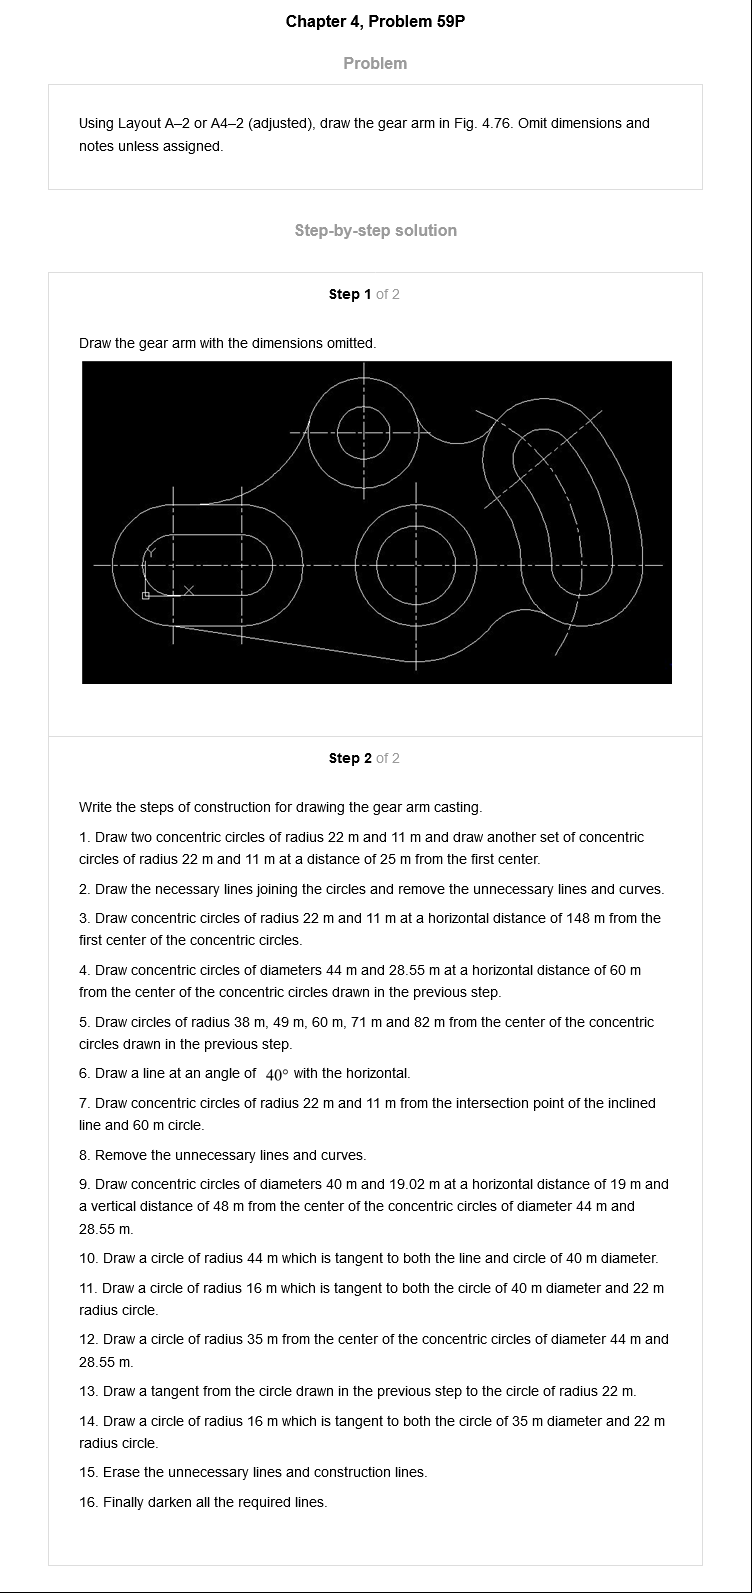 Chapter 4, Problem 59P
Problem
Using Layout A–2 or A4–2 (adjusted), draw the gear arm in Fig. 4.76. Omit dimensions and
notes unless assigned.
Step-by-step solution
Step 1 of 2
Draw the gear arm with the dimensions omitted.
Y
X
Step 2 of 2
Write the steps of construction for drawing the gear arm casting.
1. Draw two concentric circles of radius 22 m and 11 m and draw another set of concentric
circles of radius 22 m and 11 m at a distance of 25 m from the first center.
2. Draw the necessary lines joining the circles and remove the unnecessary lines and curves.
3. Draw concentric circles of radius 22 m and 11 m at a horizontal distance of 148 m from the
first center of the concentric circles.
4. Draw concentric circles of diameters 44 m and 28.55 m at a horizontal distance of 60 m
from the center of the concentric circles drawn in the previous step.
5. Draw circles of radius 38 m, 49 m, 60 m, 71 m and 82 m from the center of the concentric
circles drawn in the previous step.
6. Draw a line at an angle of 40° with the horizontal.
7. Draw concentric circles of radius 22 m and 11 m from the intersection point of the inclined
line and 60 m circle.
8. Remove the unnecessary lines and curves.
9. Draw concentric circles of diameters 40 m and 19.02 m at a horizontal distance of 19 m and
a vertical distance of 48 m from the center of the concentric circles of diameter 44 m and
28.55 m.
10. Draw a circle of radius 44 m which is tangent to both the line and circle of 40 m diameter.
11. Draw a circle of radius 16 m which is tangent to both the circle of 40 m diameter and 22 m
radius circle.
12. Draw a circle of radius 35 m from the center of the concentric circles of diameter 44 m and
28.55 m.
13. Draw a tangent from the circle drawn in the previous step to the circle of radius 22 m.
14. Draw a circle of radius 16 m which is tangent to both the circle of 35 m diameter and 22 m
radius circle.
15. Erase the unnecessary lines and construction lines.
16. Finally darken all the required lines.